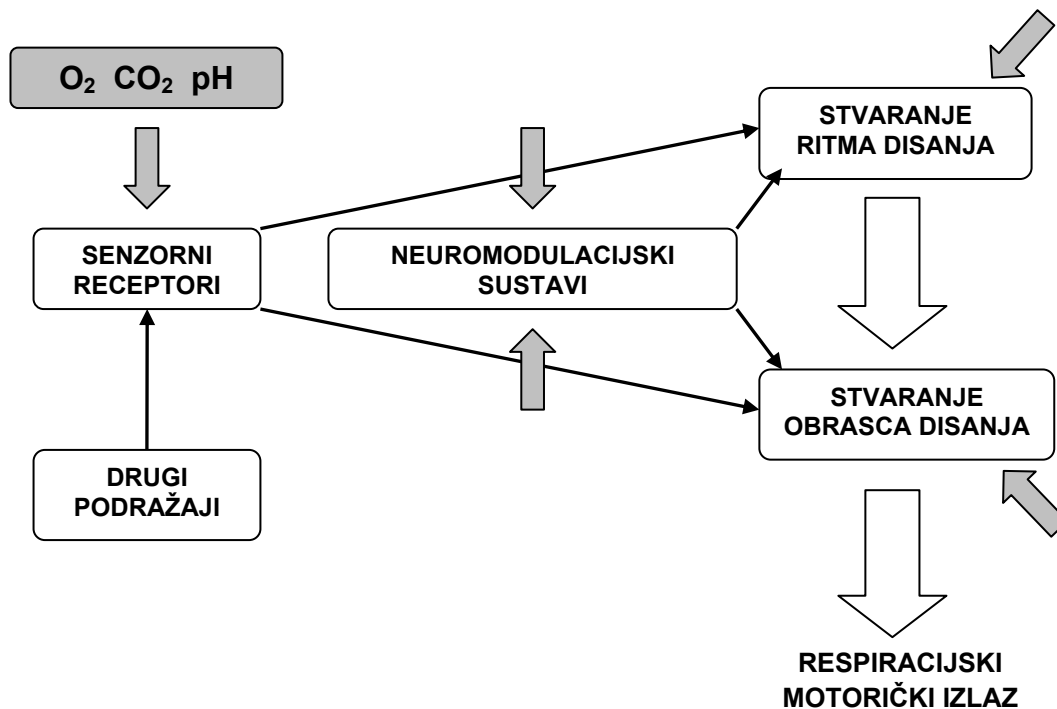 O₂ CO₂ pH
STVARANJE
RITMA DISANJA
SENZORNI
RECEPTORI
NEUROMODULACIJSKI
SUSTAVI
STVARANJE
OBRASCA DISANJA
DRUGI
PODRAŽAJI
RESPIRACIJSKI
MOTORIČKI IZLAZ